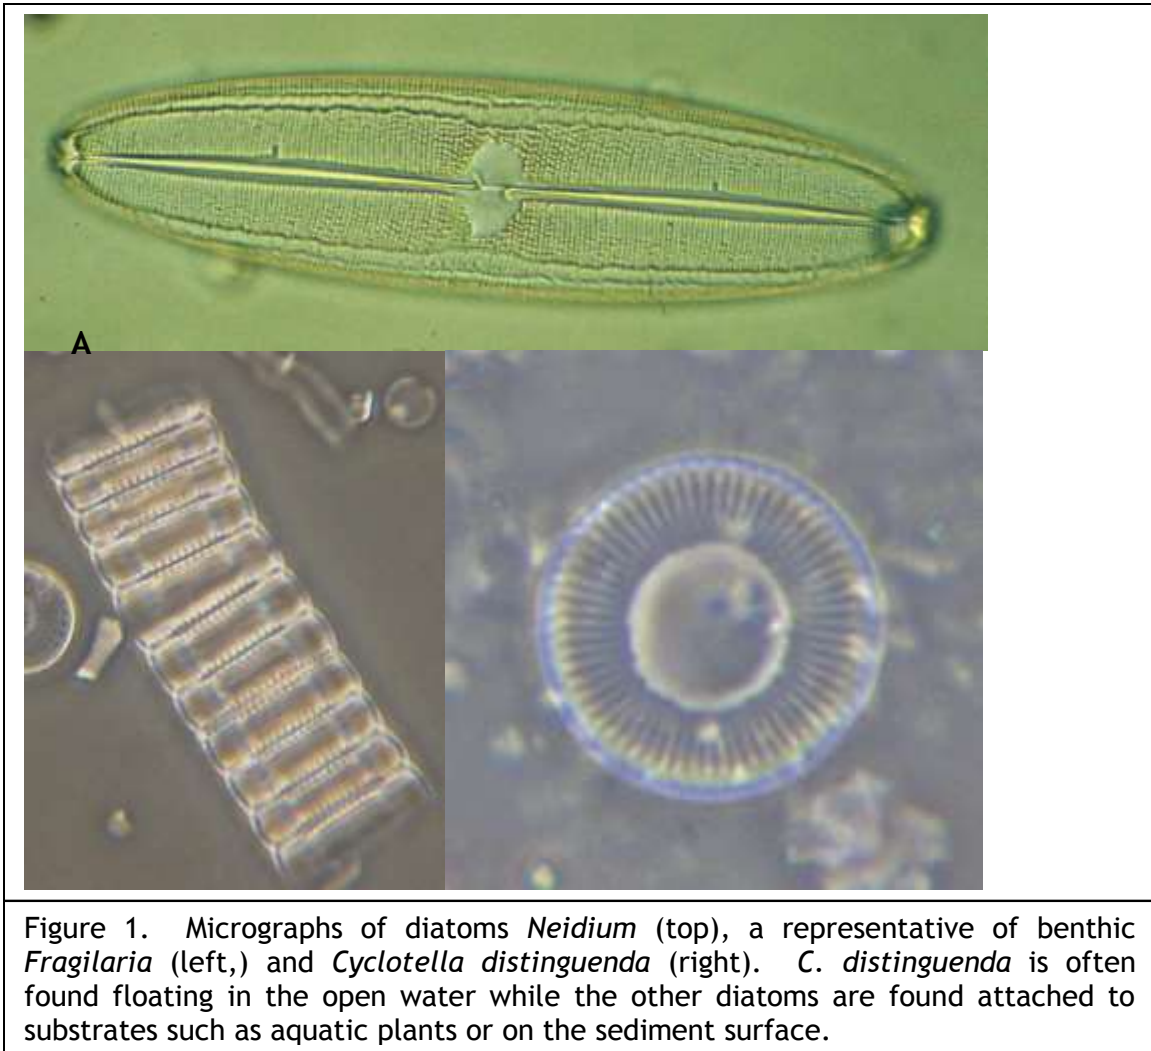 A
Figure 1. Micrographs of diatoms Neidium (top), a representative of benthic
Fragilaria (left,) and Cyclotella distinguenda (right). C. distinguenda is often
found floating in the open water while the other diatoms are found attached to
substrates such as aquatic plants or on the sediment surface.